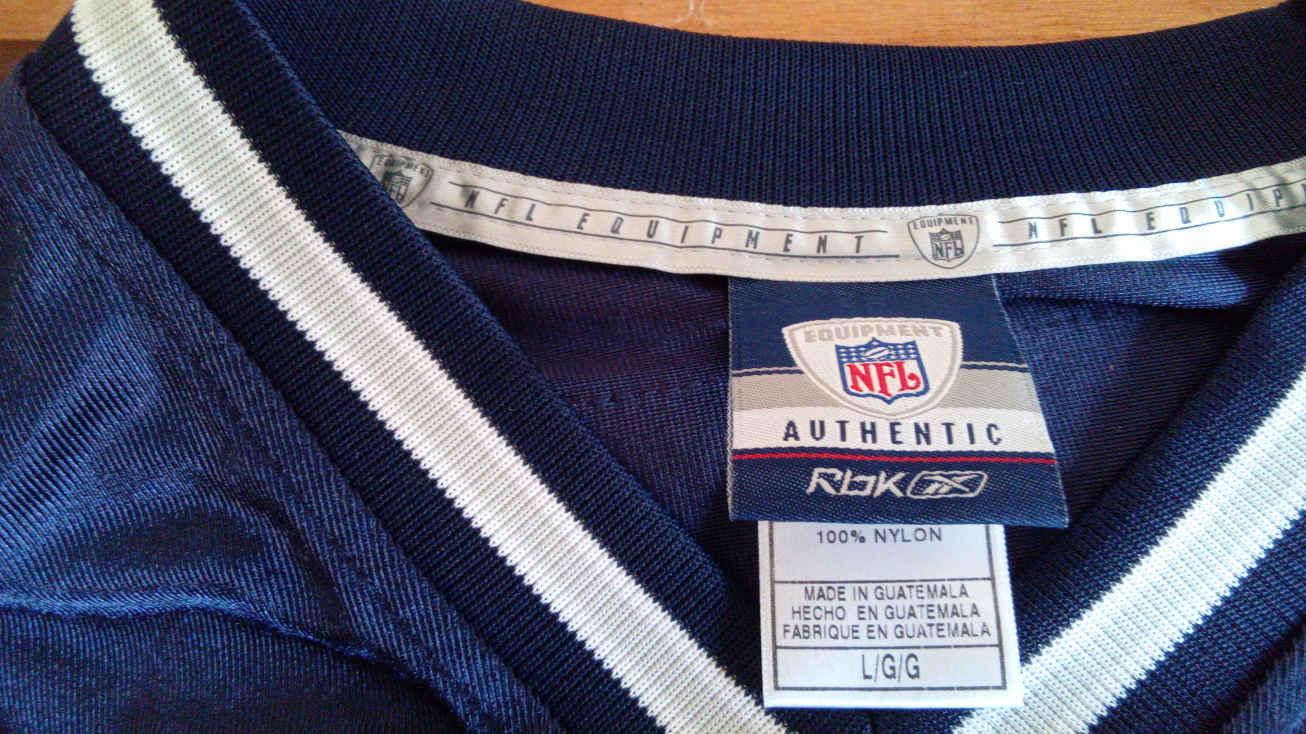 EQUIPMENT
NFL EQUIPMENT
EQUIPMENT
NFL
NFL EQUIP
EQUIPMENT
NFL
AUTHENTIC
Rbk
100% NYLON
MADE IN GUATEMALA
HECHO EN GUATEMALA
FABRIQUE EN GUATEMALA
L/G/G